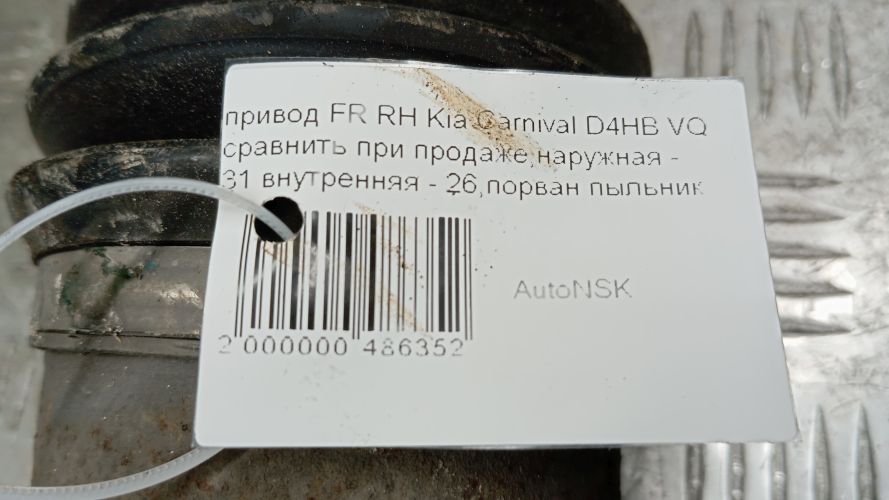 привод FR RH Kia Carnival D4HB VQ
сравнить при продаже,наружная -
31 внутренняя - 26,порван пыльник
AutoNSK
2 000000 486352